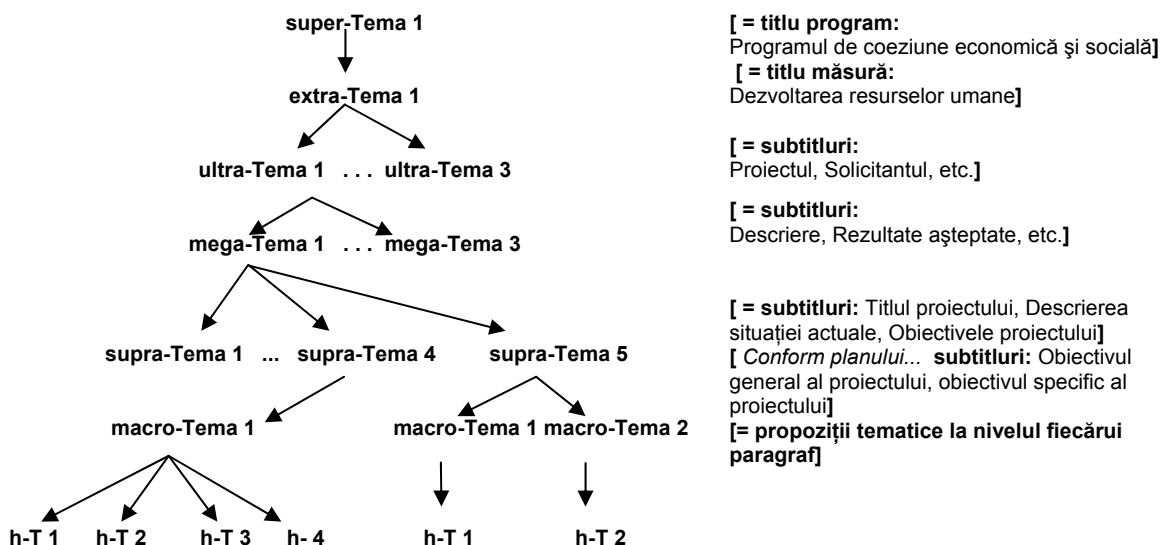 super-Tema 1
[ = titlu program:
Programul de coeziune economică şi socială]
[ = titlu măsură:
extra-Tema 1
Dezvoltarea resurselor umane]
[ = subtitluri:
ultra-Tema 1 . . . ultra-Tema 3
Proiectul, Solicitantul, etc.]
[ = subtitluri:
mega-Tema 1 . . . mega-Tema 3
Descriere, Rezultate aşteptate, etc.]
[ = subtitluri: Titlul proiectului, Descrierea
situației actuale, Obiectivele proiectului]
supra-Tema 1 ... supra-Tema 4 supra-Tema 5
[ Conform planului... subtitluri: Obiectivul
general al proiectului, obiectivul specific al
proiectului]
macro-Tema 1 macro-Tema 1 macro-Tema 2
[= propoziții tematice la nivelul fiecărui
paragraf]
h-T 1 h-T 2 h-T 3 h- 4 h-T 1 h-T 2